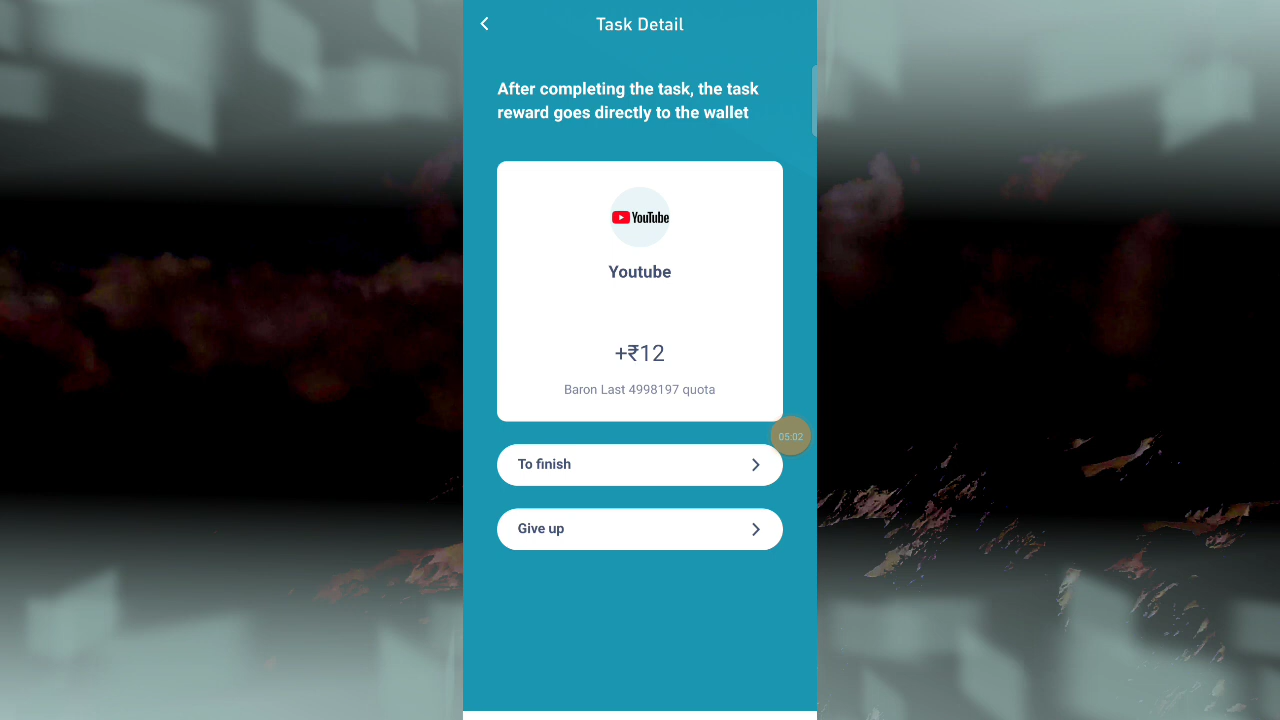 Task Detail
After completing the task, the task
reward goes directly to the wallet
YouTube
Youtube
+₹12
Baron Last 4998197 quota
05:02
To finish
Give up